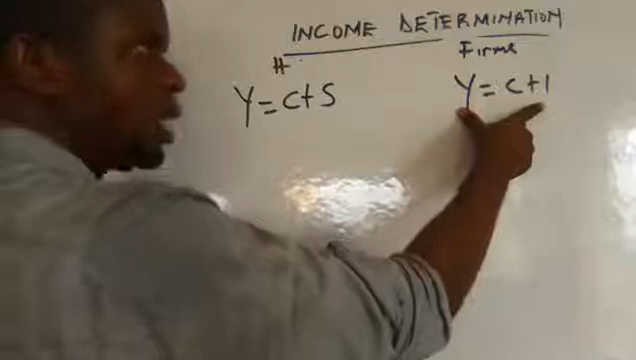 INCOME DETERMINATION
H Firms
Y = C + S Y = C + I